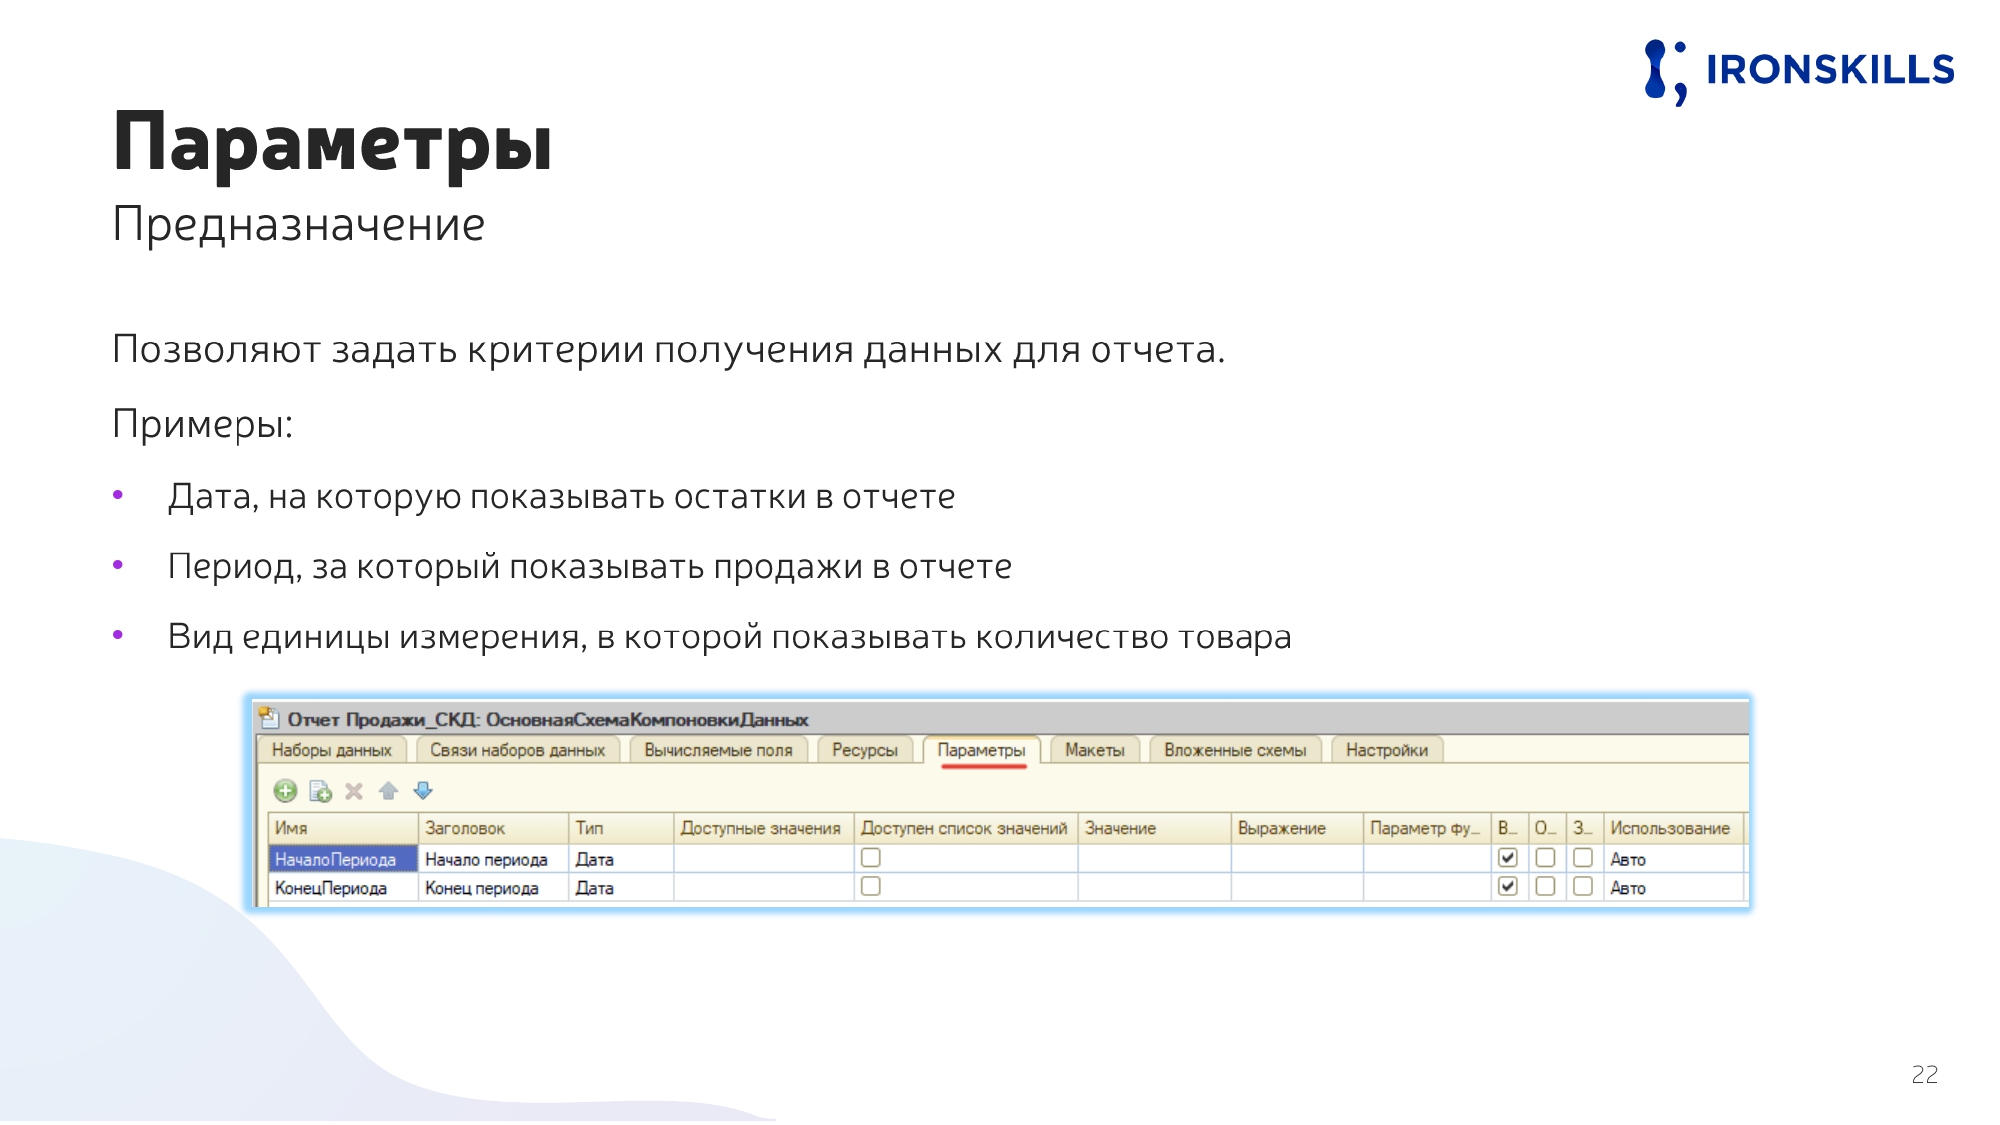 IRONSKILLS
Параметры
Предназначение
Позволяют задать критерии получения данных для отчета.
Примеры:
• Дата, на которую показывать остатки в отчете
• Период, за который показывать продажи в отчете
• Вид единицы измерения, в которой показывать количество товара
Отчет Продажи_СКД: ОсновнаяСхемаКомпоновкиДанных
Наборы данных Связи наборов данных Вычисляемые поля Ресурсы Параметры Макеты Вложенные схемы Настройки
Имя Заголовок Тип Доступные значения Доступен список значений Значение Выражение Параметр фу... В... О... З... Использование
НачалоПериода Начало периода Дата Авто
КонецПериода Конец периода Дата Авто
22